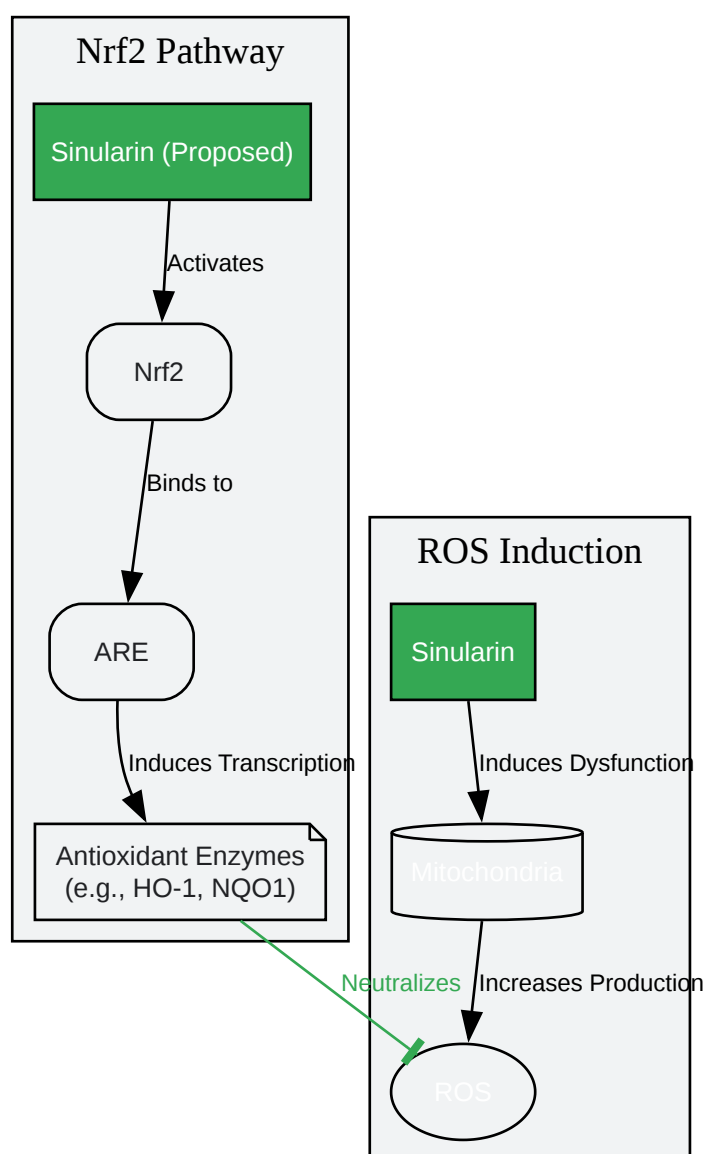 Nrf2 Pathway
Sinularin (Proposed)
Activates
Nrf2
Binds to
ARE
Induces Transcription
Antioxidant Enzymes
(e.g., HO-1, NQO1)
Neutralizes
ROS Induction
Sinularin
Induces Dysfunction
Mitochondria
Increases Production
ROS